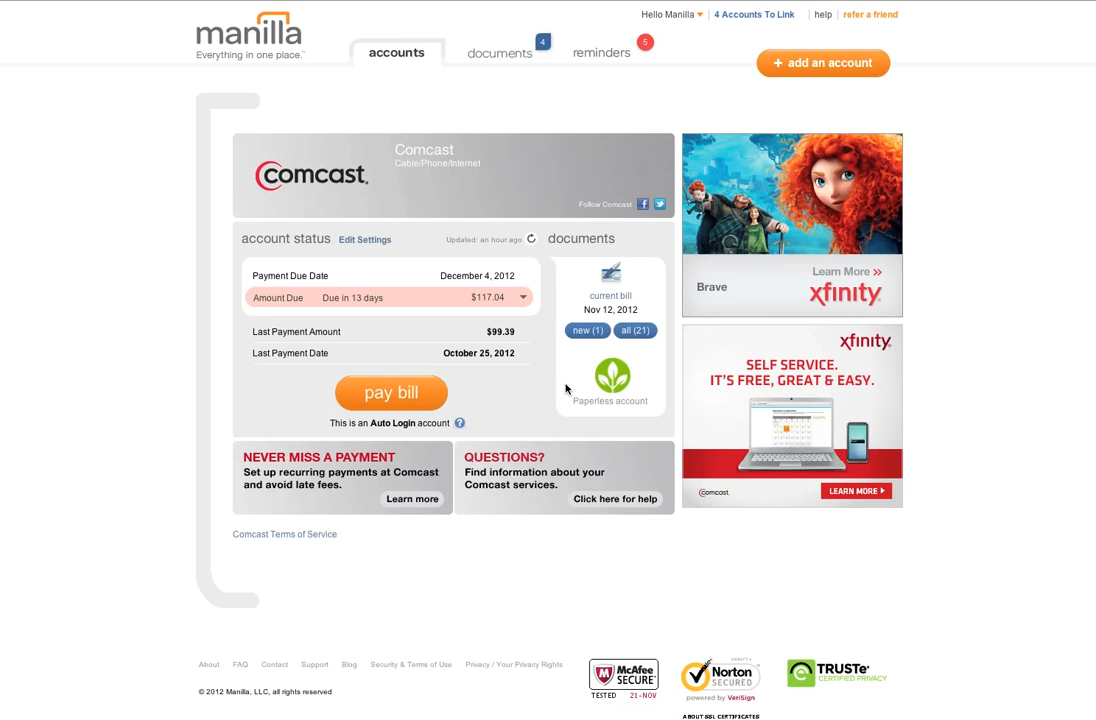 manilla
Everything in one place.™
accounts
documents 4
reminders 5
Hello Manilla
4 Accounts To Link
help
refer a friend
+ add an account
Comcast
Cable/Phone/Internet
comcast.
Follow Comcast
account status Edit Settings Updated: an hour ago
documents
Payment Due Date December 4, 2012
Amount Due Due in 13 days $117.04
Last Payment Amount $99.39
Last Payment Date October 25, 2012
pay bill
This is an Auto Login account ?
current bill
Nov 12, 2012
new (1) all (21)
Paperless account
NEVER MISS A PAYMENT
Set up recurring payments at Comcast
and avoid late fees.
Learn more
QUESTIONS?
Find information about your
Comcast services.
Click here for help
Comcast Terms of Service
Learn More >>
Brave
xfinity.
xfinity.
SELF SERVICE.
IT'S FREE, GREAT & EASY.
comcast
LEARN MORE
About FAQ Contact Support Blog Security & Terms of Use Privacy / Your Privacy Rights
© 2012 Manilla, LLC, all rights reserved
McAfee
SECURE™
TESTED 21-NOV
VERIFY
Norton
SECURED
powered by VeriSign
ABOUT SSL CERTIFICATES
TRUSTe
CERTIFIED PRIVACY